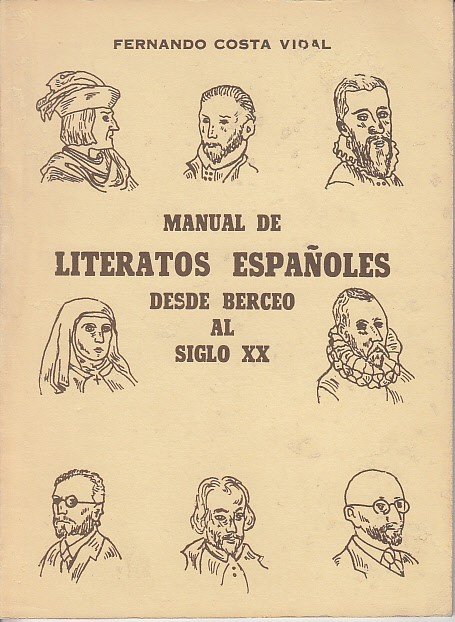 FERNANDO COSTA VIDAL
MANUAL DE
LITERATOS ESPAÑOLES
DESDE BERCEO
AL
SIGLO XX